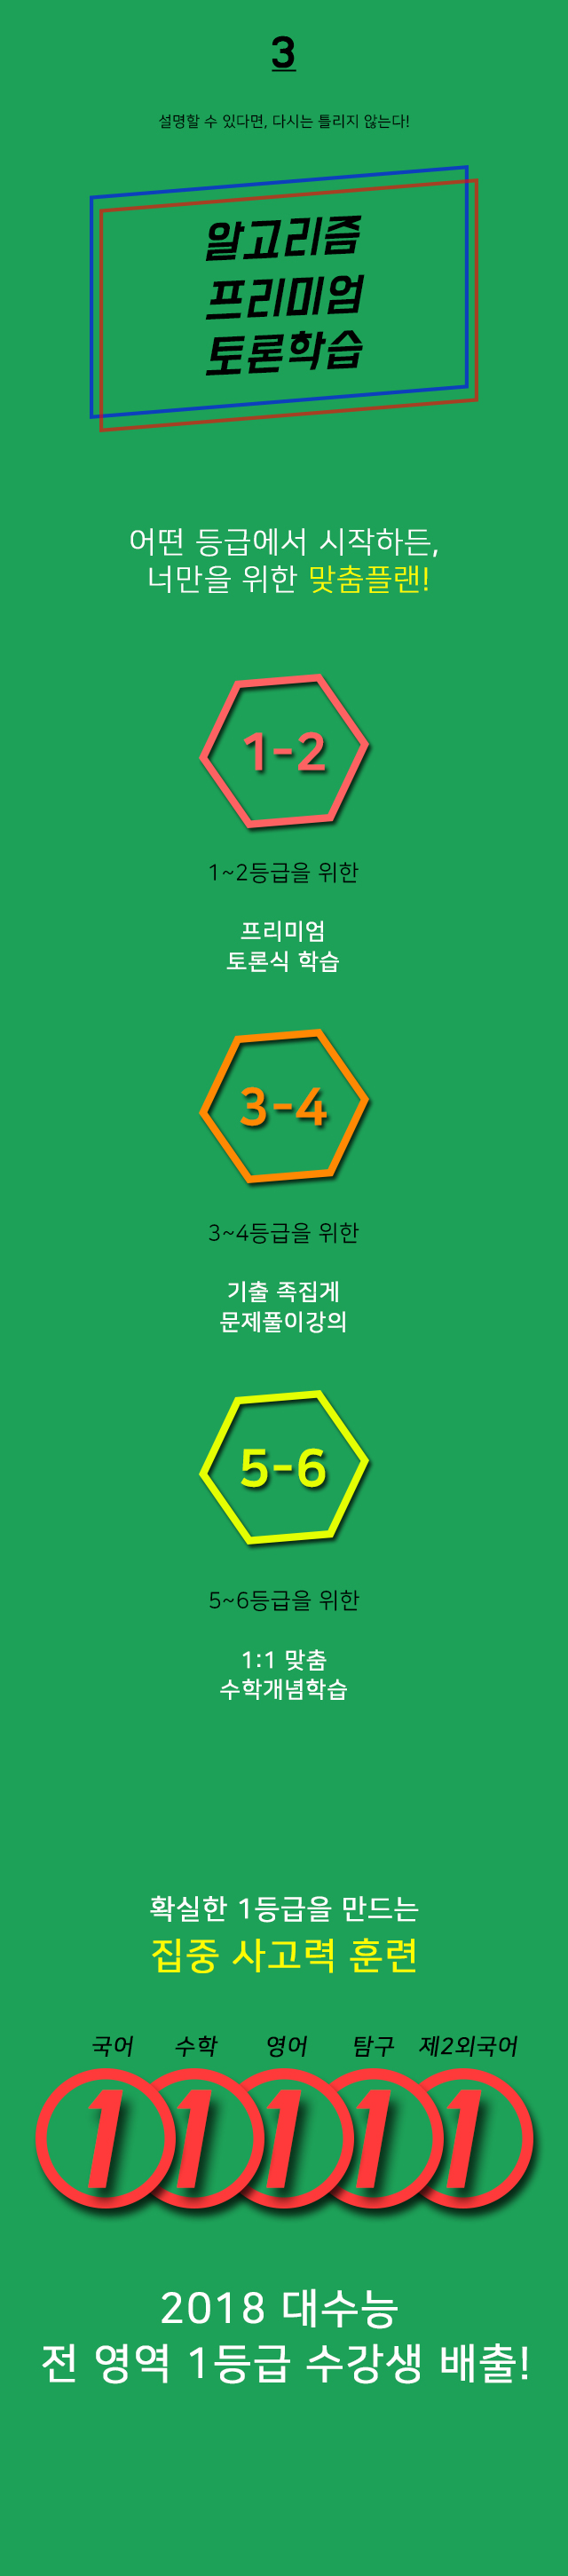 3
설명할 수 있다면, 다시는 틀리지 않는다!
알고리즘
프리미엄
토론학습
어떤 등급에서 시작하든,
너만을 위한 맞춤플랜!
1-2
1~2등급을 위한
프리미엄
토론식 학습
3-4
3~4등급을 위한
기출 족집게
문제풀이강의
5-6
5~6등급을 위한
1:1 맞춤
수학개념학습
확실한 1등급을 만드는
집중 사고력 훈련
국어 수학 영어 탐구 제2외국어
1 1 1 1 1
2018 대수능
전 영역 1등급 수강생 배출!